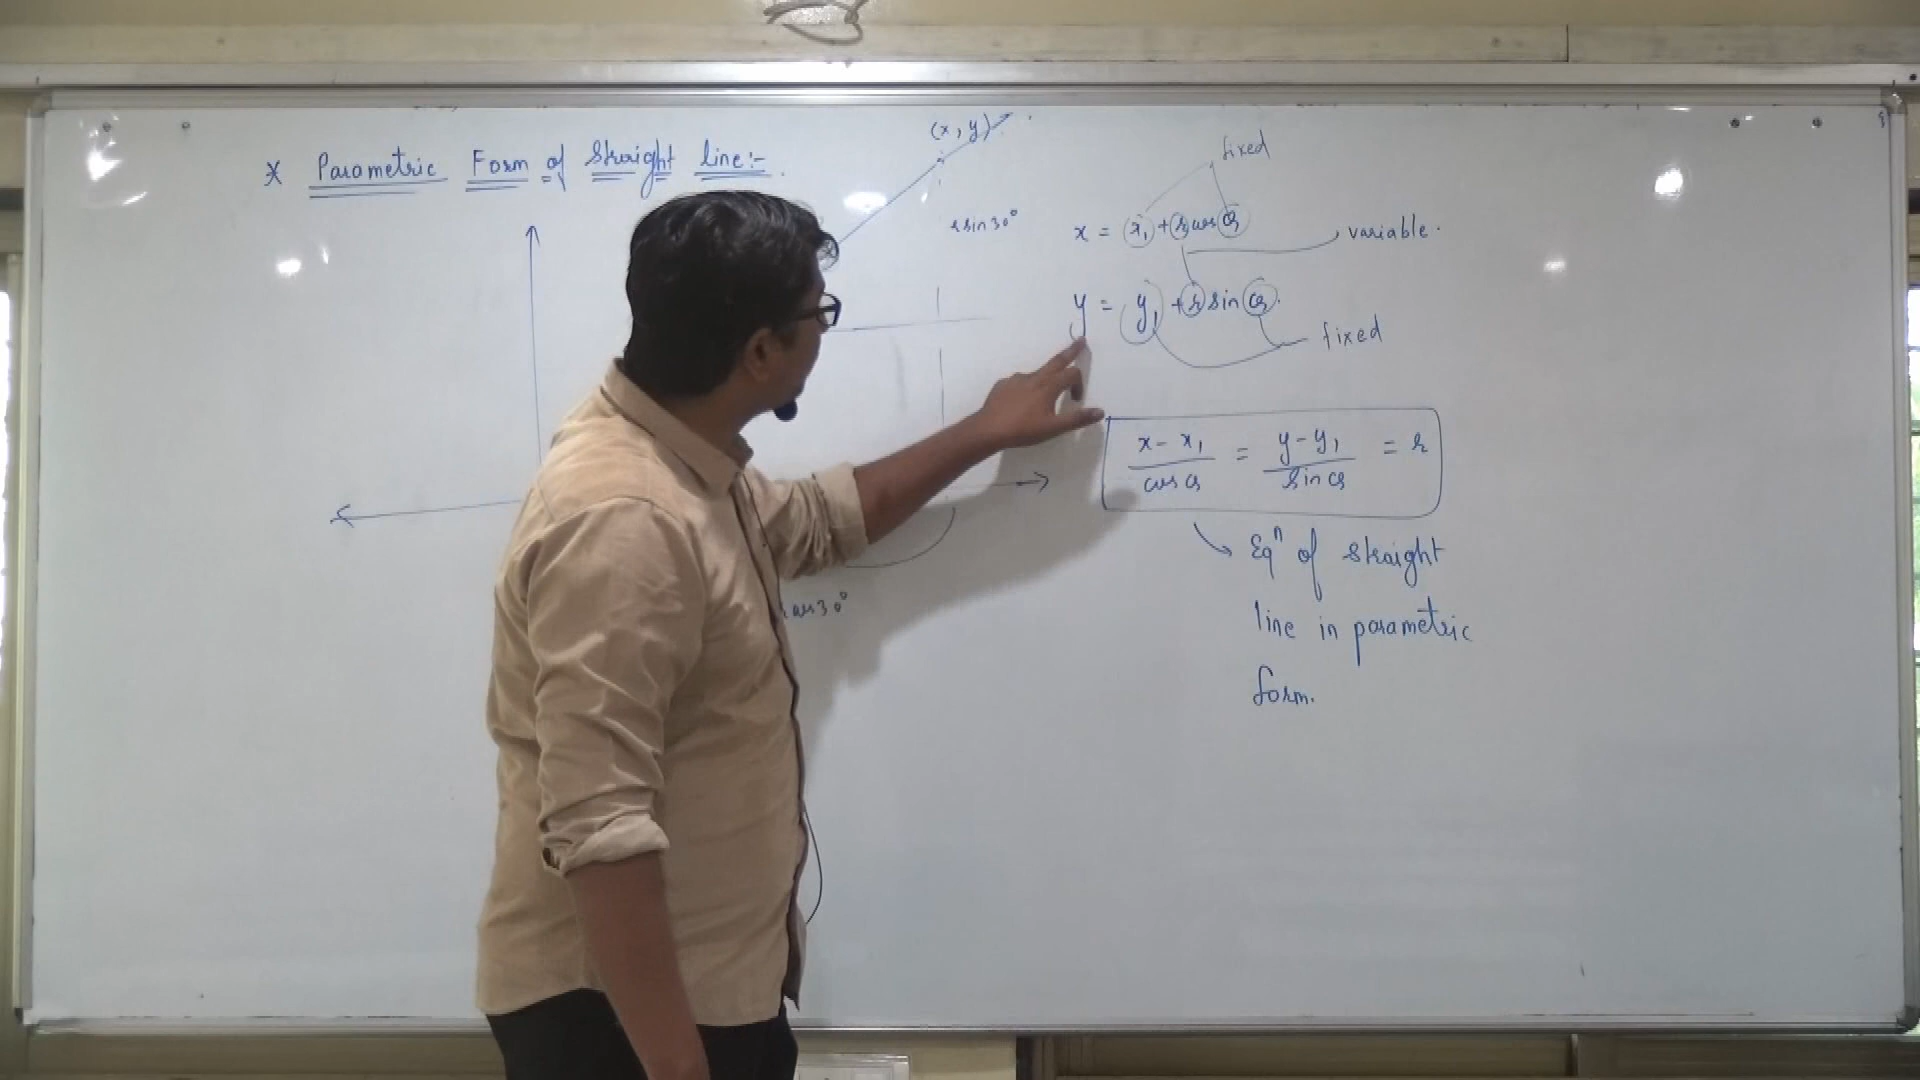 * Parametric Form of Straight line:-
(x, y)
r sin 30°
r cos 30°
fixed
x = x₁ + r cos θ
variable.
y = y₁ + r sin θ.
fixed
(x - x₁)/cos θ = (y - y₁)/sin θ = r
Eqⁿ of straight
line in parametric
form.